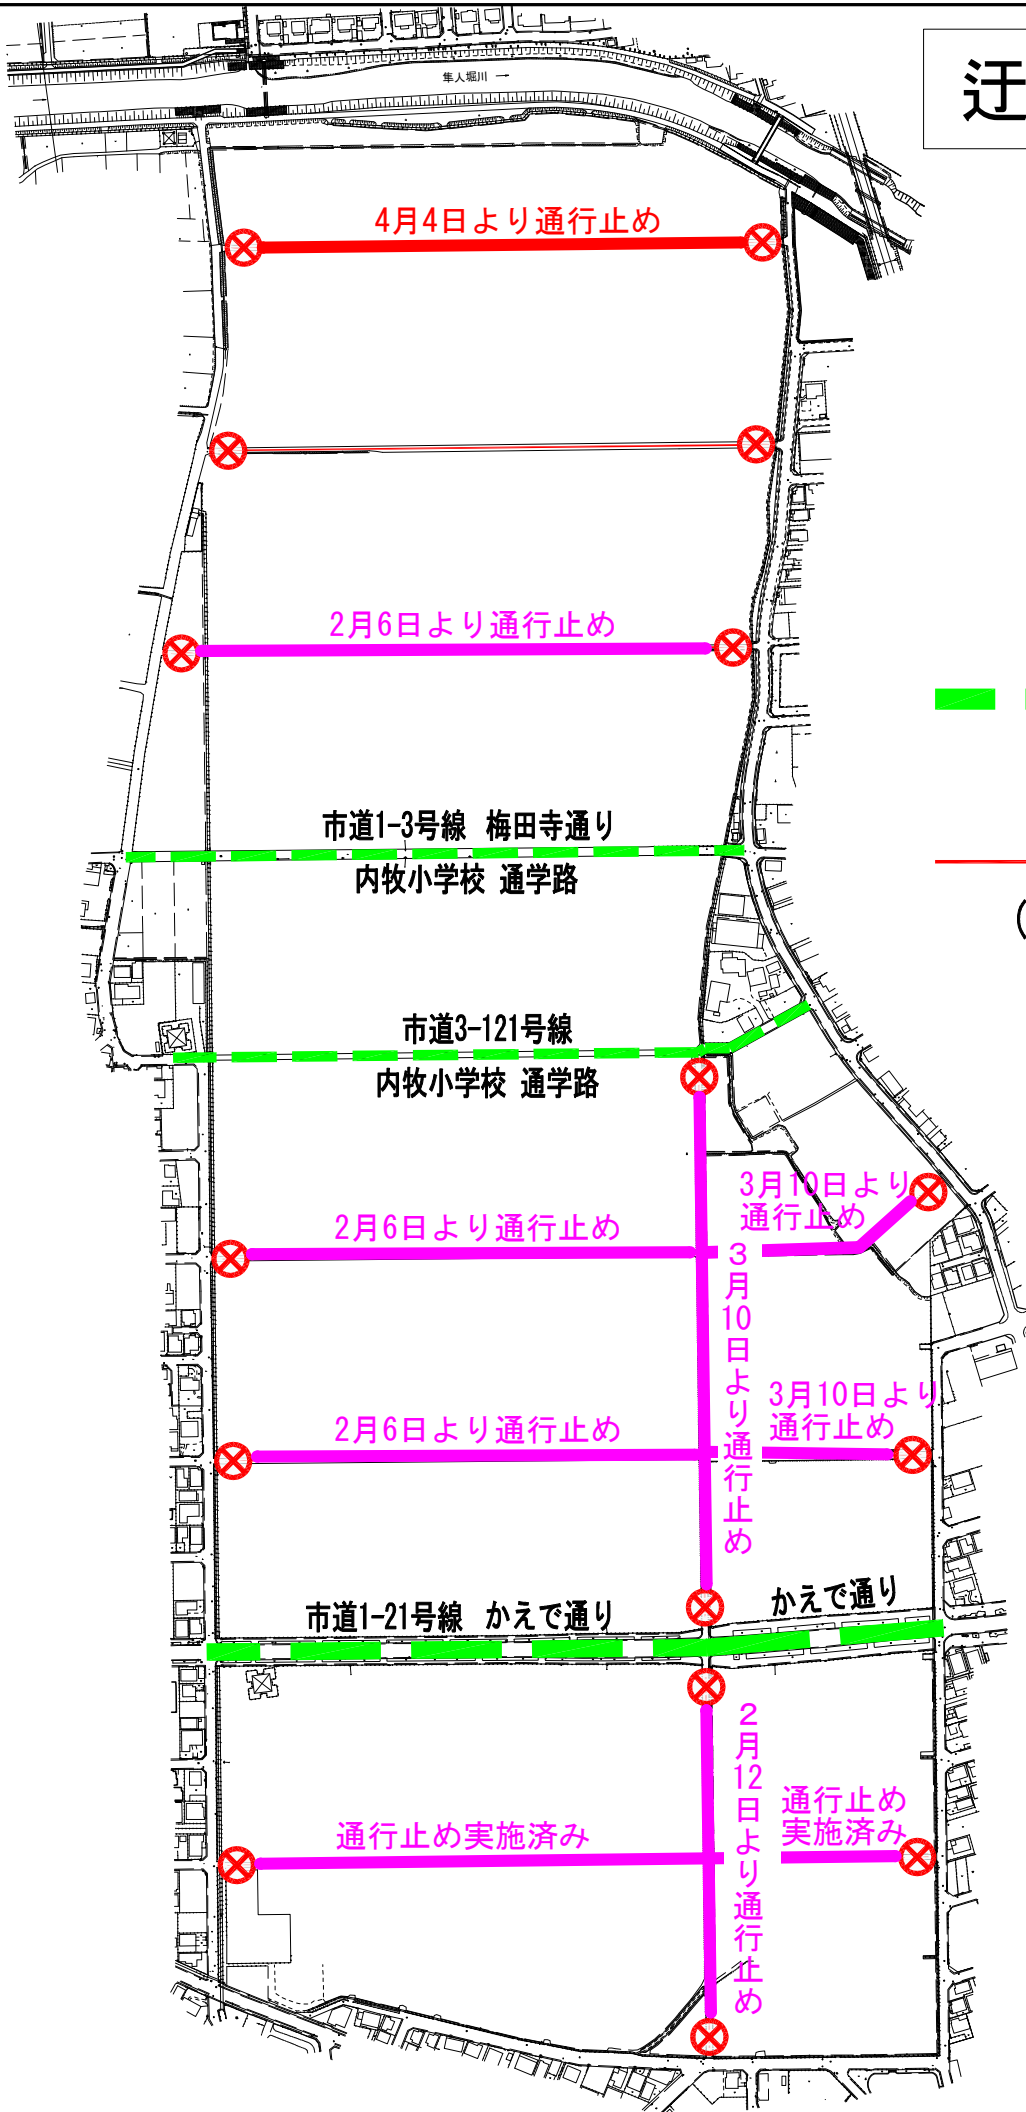 隼人堀川 →
迂
4月4日より通行止め
2月6日より通行止め
市道1-3号線 梅田寺通り
内牧小学校 通学路
(
市道3-121号線
内牧小学校 通学路
3月10日より
通行止め
2月6日より通行止め
3月10日より通行止め
3月10日より
通行止め
2月6日より通行止め
かえで通り
市道1-21号線 かえで通り
2月12日より通行止め
通行止め
実施済み
通行止め実施済み